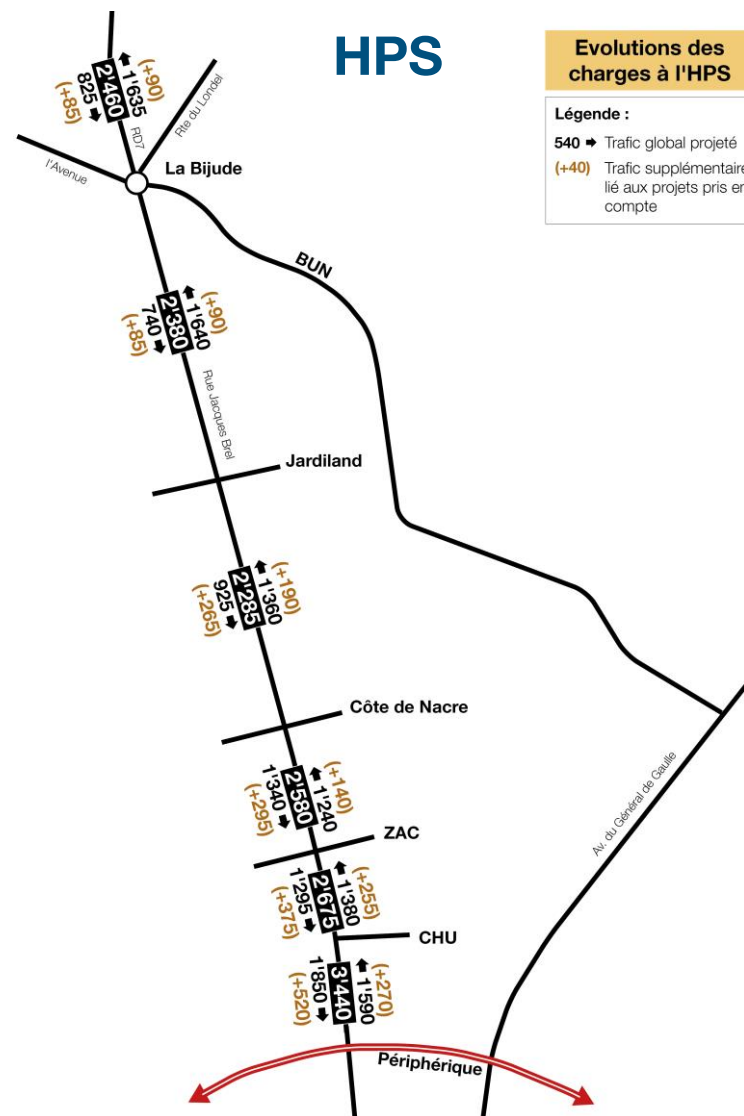 HPS
Evolutions des
charges à l'HPS
Légende :
540 Trafic global projeté
(+40) Trafic supplémentaire
lié aux projets pris en
compte
(+90)
1'635
2'460
825
(+85)
RD7
Rte du Londel
l'Avenue
La Bijude
BUN
(+90)
1'640
2'380
740
(+85)
Rue Jacques Brel
Jardiland
(+190)
1'360
2'285
925
(+265)
Côte de Nacre
(+140)
1'240
2'580
1'340
(+295)
Av. du Général de Gaulle
ZAC
(+255)
1'380
2'675
1'295
(+375)
CHU
(+270)
1'590
3'440
1'850
(+520)
Périphérique